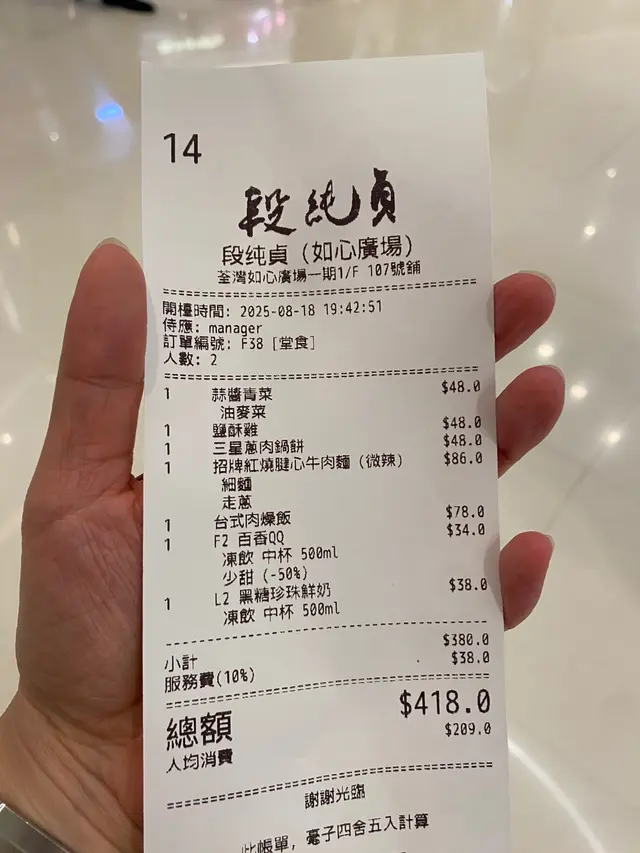 14
段純貞
段纯貞 (如心廣場)
荃灣如心廣場一期1/F 107號舖
開檯時間: 2025-08-18 19:42:51
侍應: manager
訂單編號: F38 [堂食]
人數: 2
1 蒜醬青菜 $48.0
油麥菜
1 鹽酥雞 $48.0
1 三星蔥肉鍋餅 $48.0
1 招牌紅燒腱心牛肉麵 (微辣) $86.0
細麵
走蔥
1 台式肉燥飯 $78.0
1 F2 百香QQ $34.0
凍飲 中杯 500ml
少甜 (-50%)
1 L2 黑糖珍珠鮮奶 $38.0
凍飲 中杯 500ml
小計 $380.0
服務費(10%) $38.0
總額 $418.0
人均消費 $209.0
謝謝光臨
此帳單, 毫子四舍五入計算